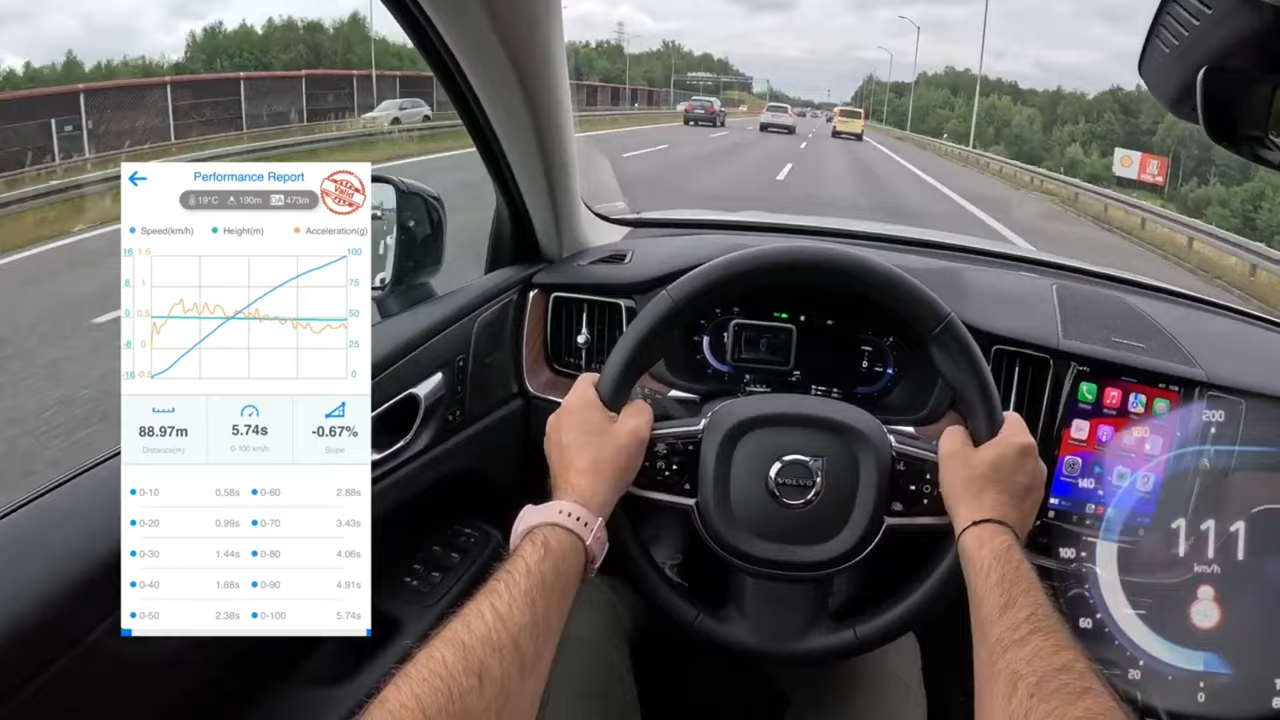 Performance Report
Valid
19°C 190m DA 473m
Speed(km/h) Height(m) Acceleration(g)
16 1.5 100
8 1 75
0 0.5 50
-8 0 25
-16 -0.5 0
88.97m 5.74s -0.67%
Distance(m) 0-100 km/h Slope
0-10 0.58s 0-60 2.88s
0-20 0.99s 0-70 3.43s
0-30 1.44s 0-80 4.06s
0-40 1.88s 0-90 4.91s
0-50 2.38s 0-100 5.74s
VOLVO
200
180
140
100
111
km/h
60
20
0